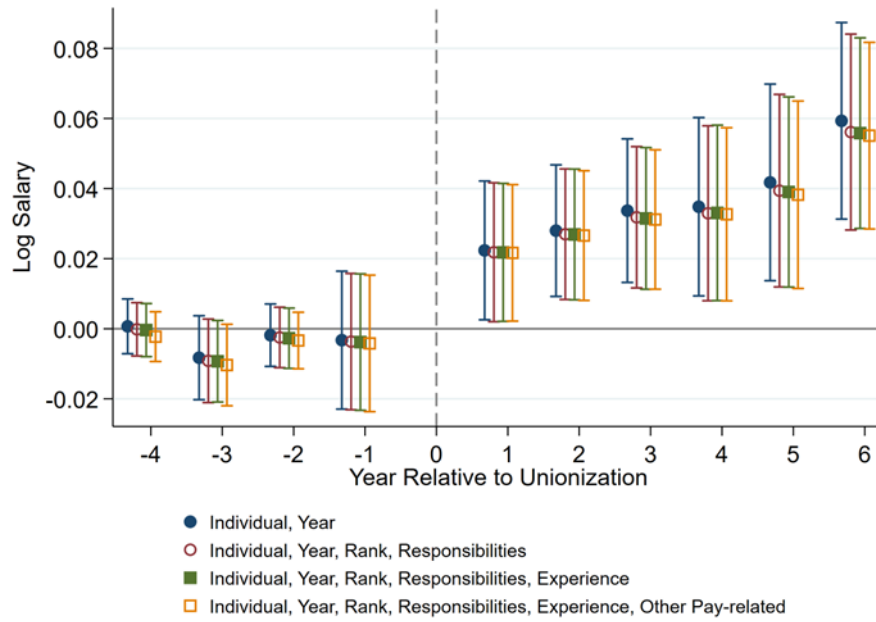 0.08
0.06
0.04
0.02
0.00
-0.02
Log Salary
-4 -3 -2 -1 0 1 2 3 4 5 6
Year Relative to Unionization
Individual, Year
Individual, Year, Rank, Responsibilities
Individual, Year, Rank, Responsibilities, Experience
Individual, Year, Rank, Responsibilities, Experience, Other Pay-related